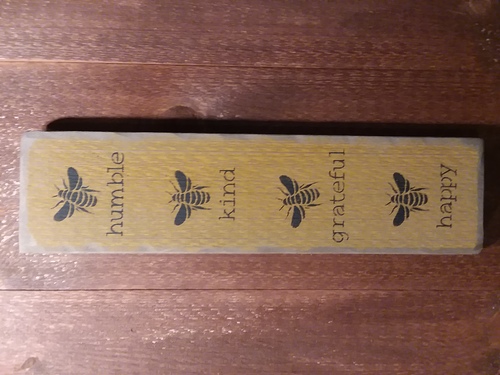 humble
kind
grateful
happy